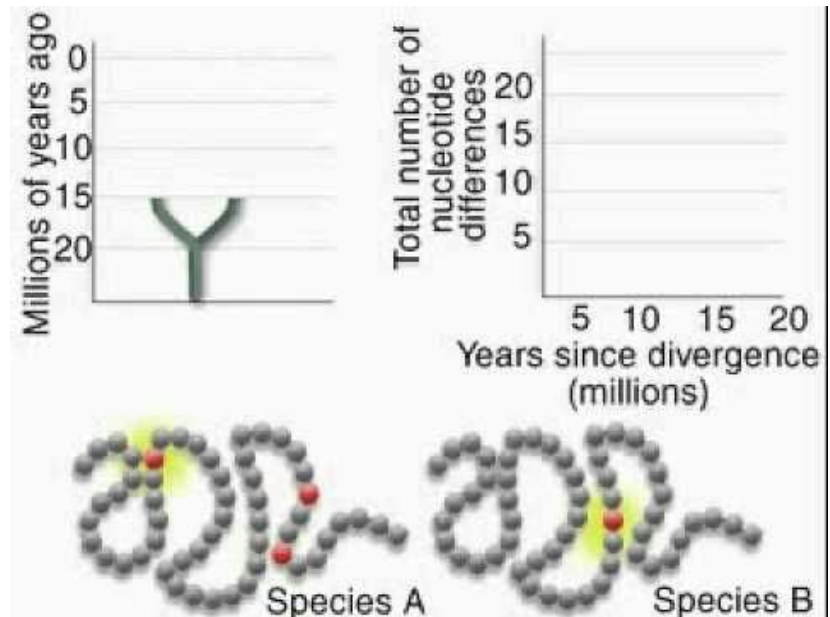 Millions of years ago
0
5
10
15
20
Total number of
nucleotide
differences
20
15
10
5
5 10 15 20
Years since divergence
(millions)
Species A
Species B